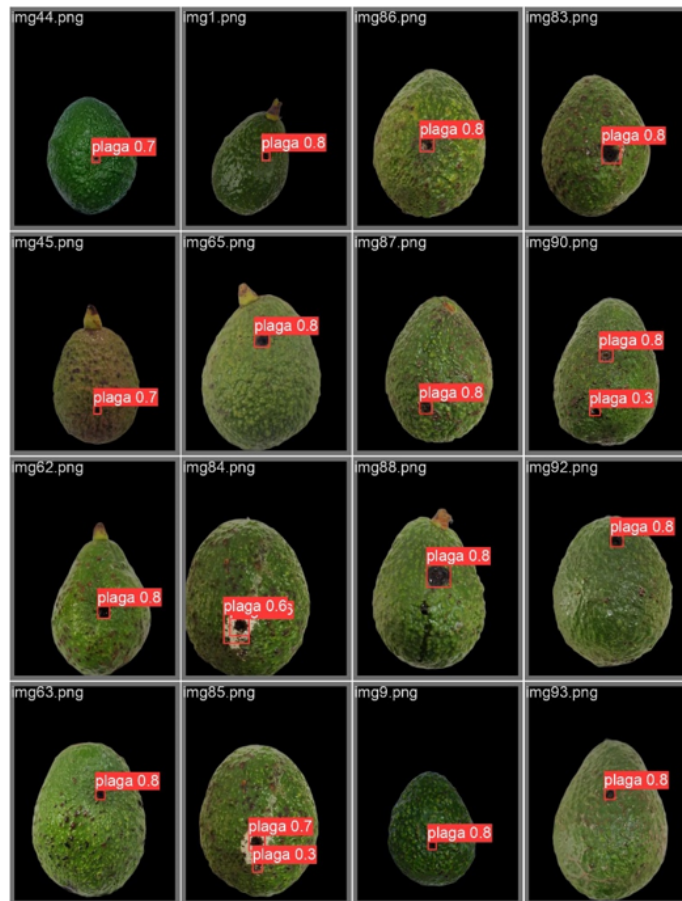 img44.png
plaga 0.7
img1.png
plaga 0.8
img86.png
plaga 0.8
img83.png
plaga 0.8
img45.png
plaga 0.7
img65.png
plaga 0.8
img87.png
plaga 0.8
img90.png
plaga 0.8
plaga 0.3
img62.png
plaga 0.8
img84.png
plaga 0.6
img88.png
plaga 0.8
img92.png
plaga 0.8
img63.png
plaga 0.8
img85.png
plaga 0.7
plaga 0.3
img9.png
plaga 0.8
img93.png
plaga 0.8